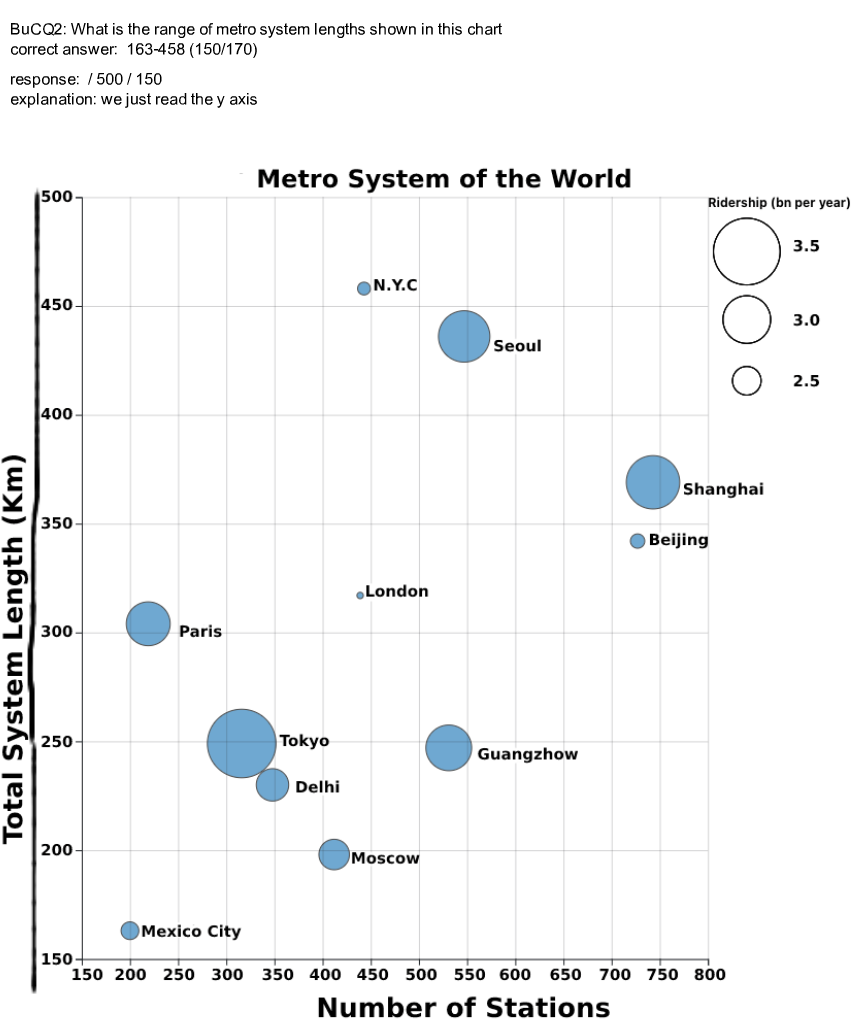 BuCQ2: What is the range of metro system lengths shown in this chart
correct answer:  163-458 (150/170)
response:  / 500 / 150
explanation: we just read the y axis
Metro System of the World
Ridership (bn per year)
3.5
3.0
2.5
Total System Length (Km)
500
450
400
350
300
250
200
150
N.Y.C
Seoul
Shanghai
Beijing
London
Paris
Tokyo
Guangzhow
Delhi
Moscow
Mexico City
150 200 250 300 350 400 450 500 550 600 650 700 750 800
Number of Stations